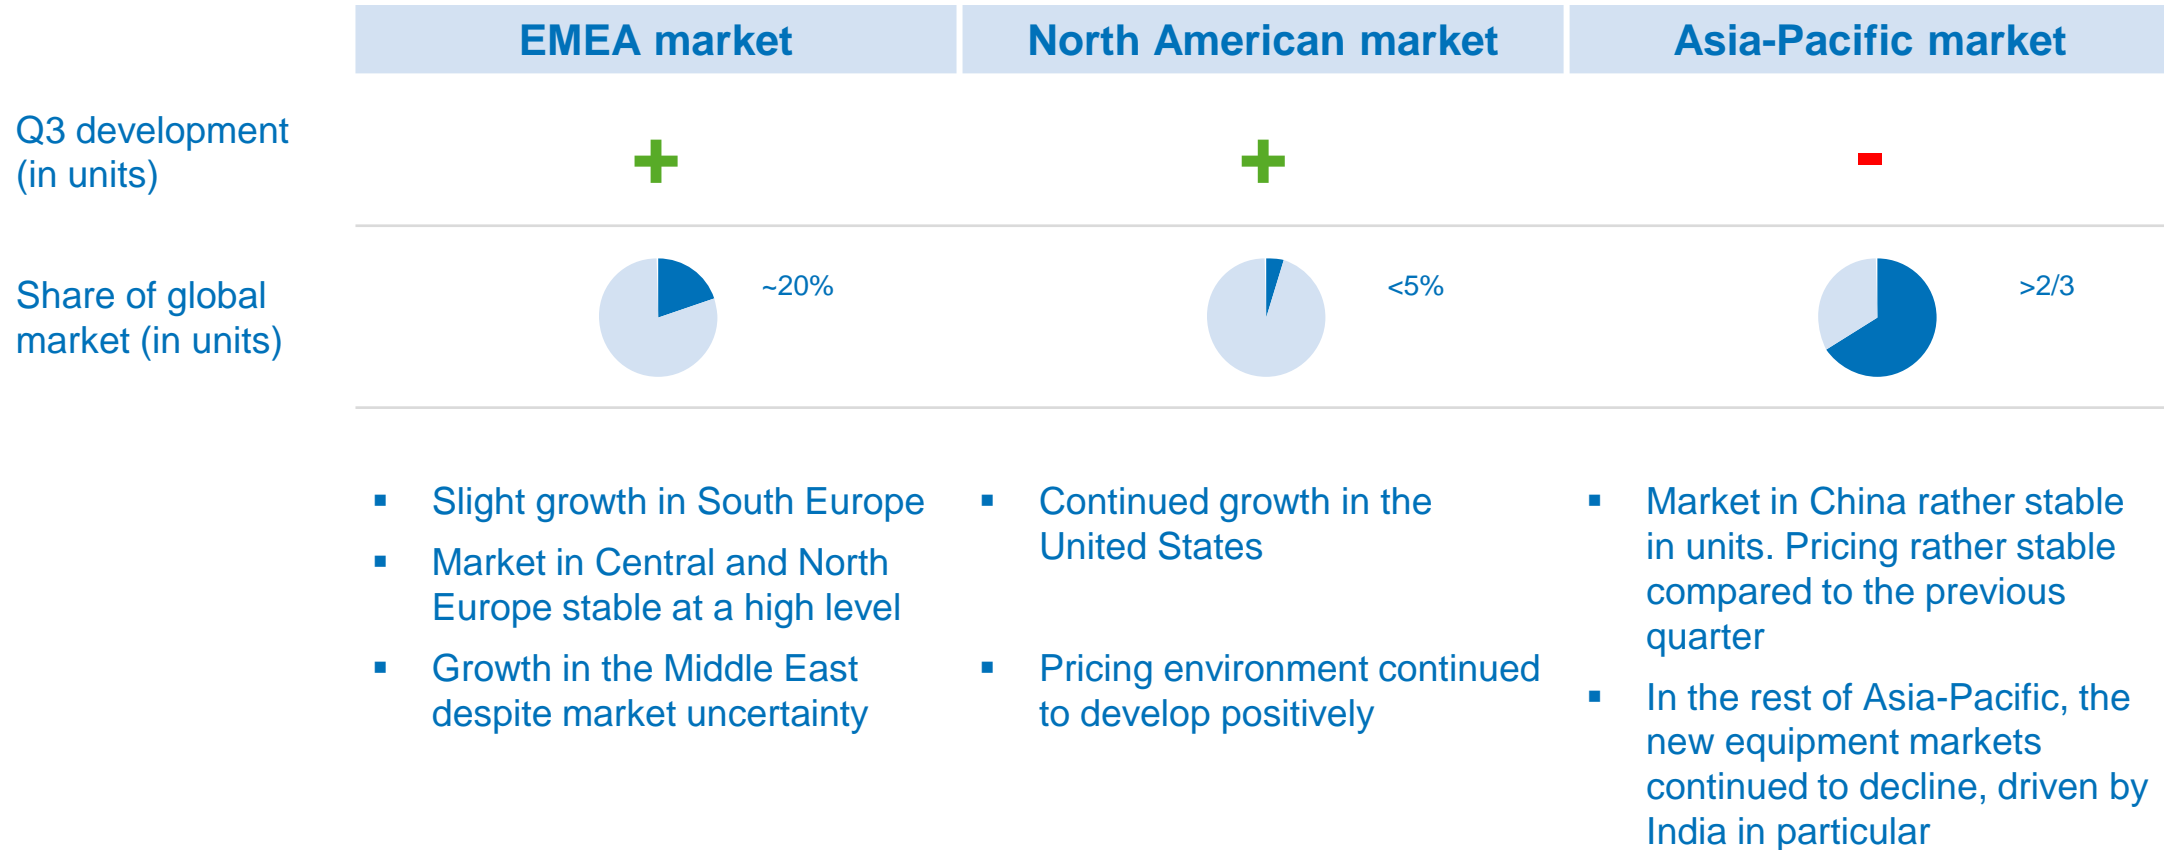 EMEA market
North American market
Asia-Pacific market
Q3 development
(in units)
+
+
-
Share of global
market (in units)
~20%
<5%
>2/3
▪ Slight growth in South Europe
▪ Market in Central and North
Europe stable at a high level
▪ Growth in the Middle East
despite market uncertainty
▪ Continued growth in the
United States
▪ Pricing environment continued
to develop positively
▪ Market in China rather stable
in units. Pricing rather stable
compared to the previous
quarter
▪ In the rest of Asia-Pacific, the
new equipment markets
continued to decline, driven by
India in particular